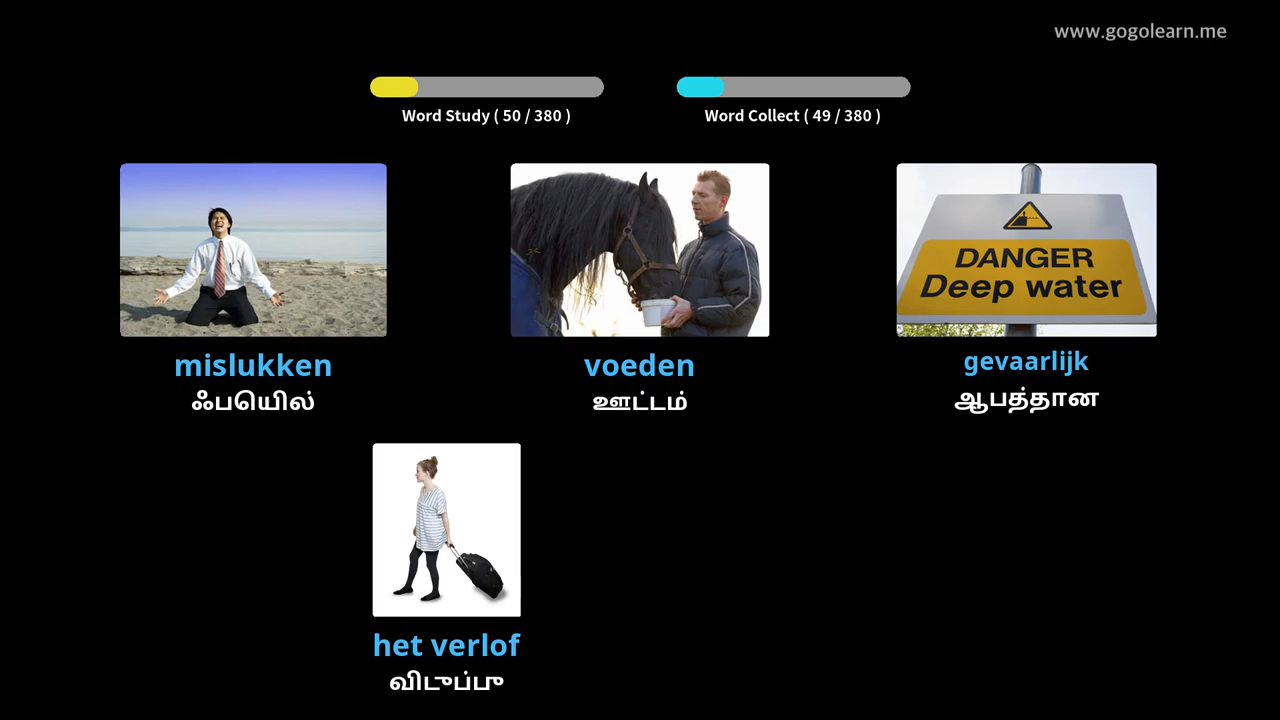 www.gogolearn.me
Word Study ( 50 / 380 )
Word Collect ( 49 / 380 )
DANGER
Deep water
mislukken
voeden
gevaarlijk
ஃபெயில்
ஊட்டம்
ஆபத்தான
het verlof
விடுப்பு